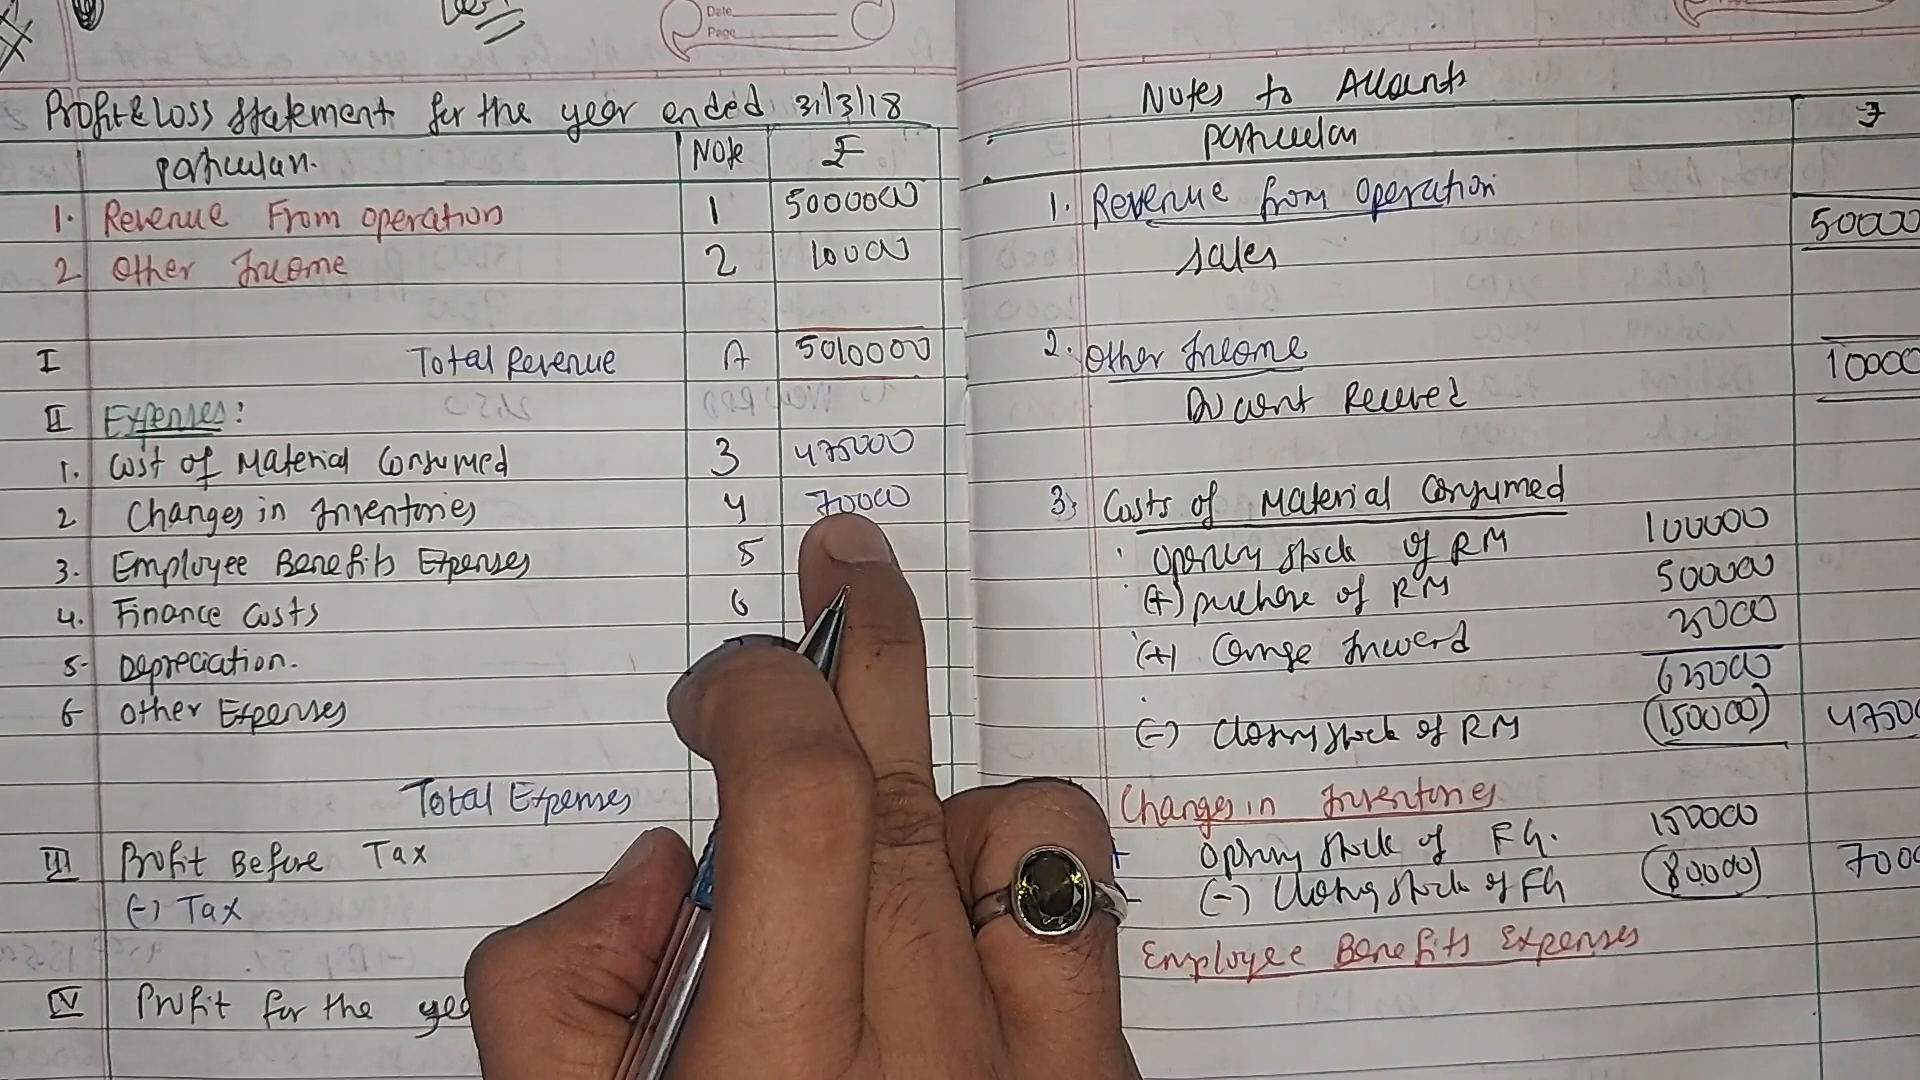 Date
Page
Profit & Loss statement for the year ended 31/3/18
particulars. Note ₹
1. Revenue From operation 1 5000000
2 Other Income 2 10000
I Total Revenue A 5010000
II Expenses:
1. Cost of Material Consumed 3 475000
2 Changes in Inventories 4 70000
3. Employee Benefits Expenses 5
4. Finance Costs 6
5- Depreciation.
6- Other Expenses
Total Expenses
III Profit Before Tax
(-) Tax
IV Profit for the yea
Notes to Accounts
particular ₹
1. Revenue from operation
Sales 50000
2. Other Income
Discount Received 10000
3) Costs of Material Consumed
opening stock of RM 100000
(+) purchase of RM 500000
(+) Carriage Inward 25000
625000
(-) Closing stock of RM (150000) 47500
Changes in Inventories
+ Opening stock of FG. 150000
- (-) Closing stock of FG (80000) 7000
Employee Benefits Expenses